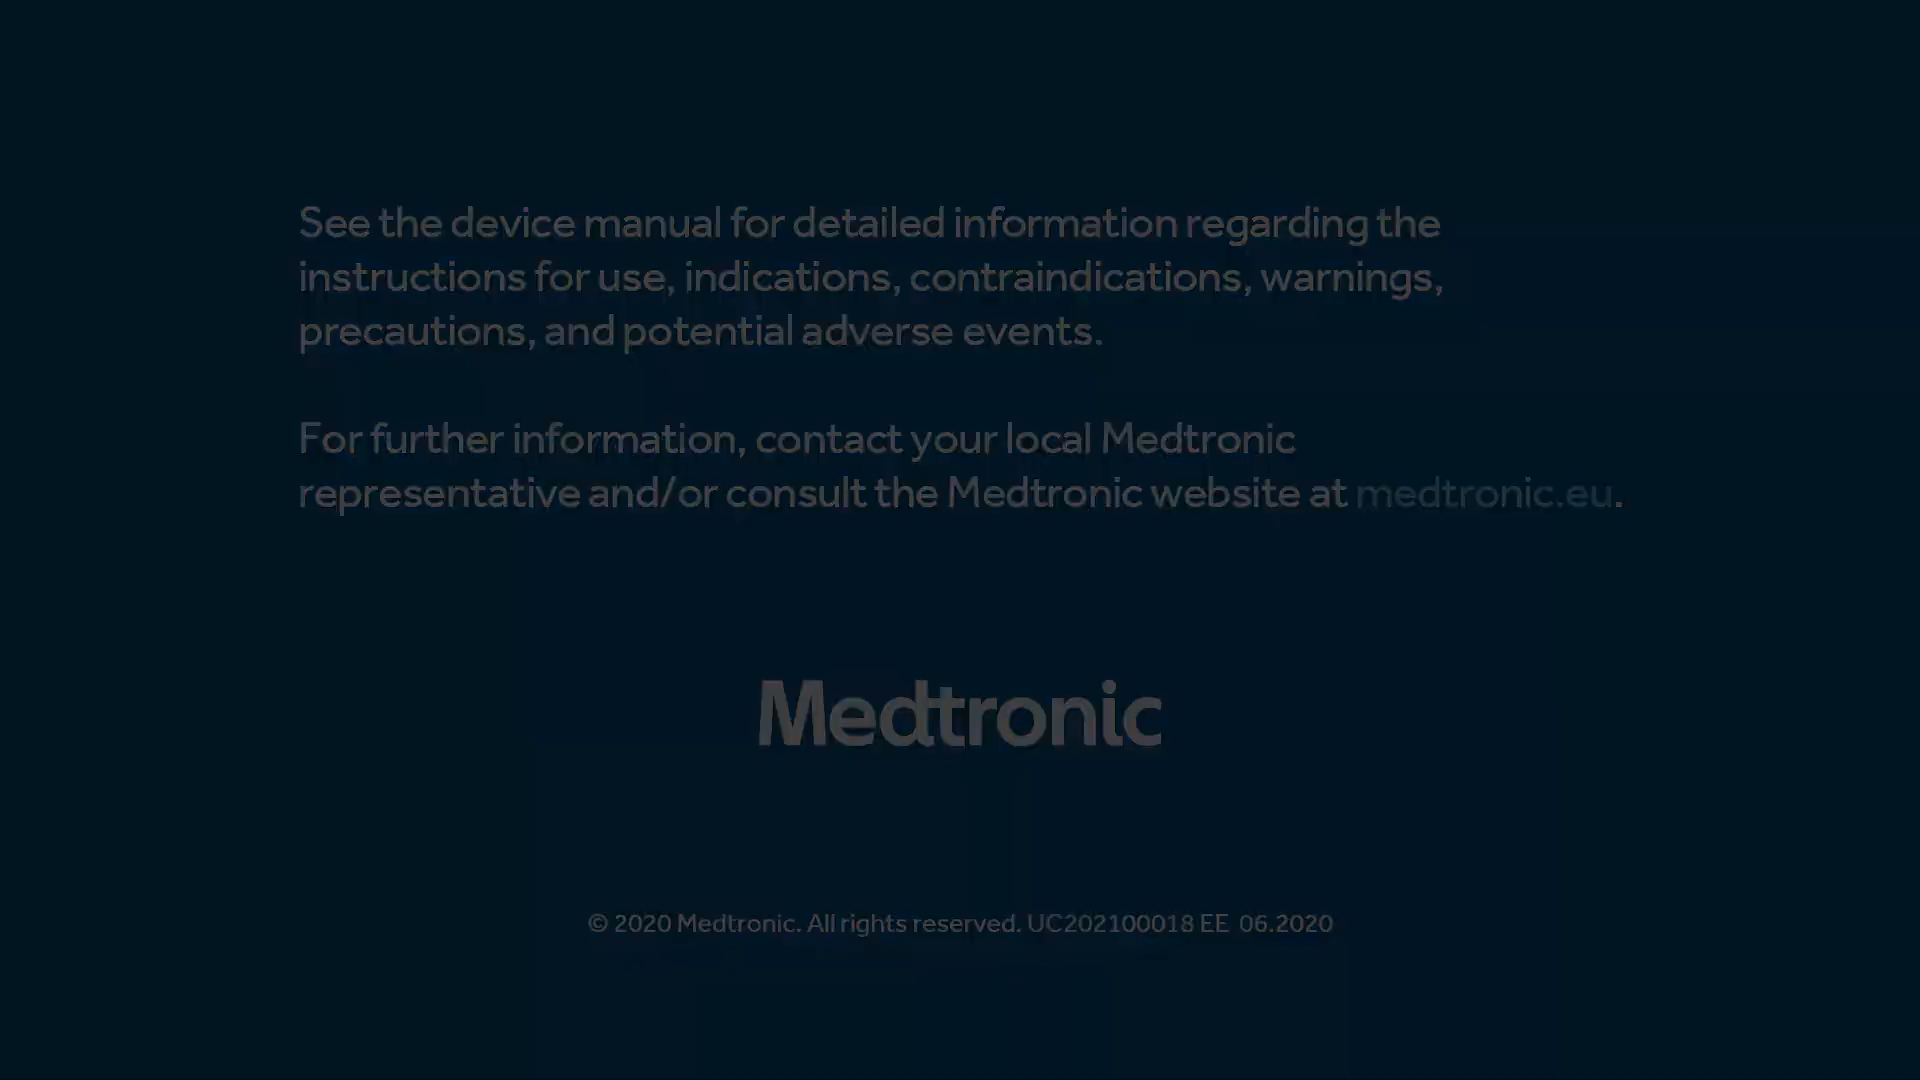 See the device manual for detailed information regarding the
instructions for use, indications, contraindications, warnings,
precautions, and potential adverse events.
For further information, contact your local Medtronic
representative and/or consult the Medtronic website at medtronic.eu.
Medtronic
© 2020 Medtronic. All rights reserved. UC202100018 EE 06.2020